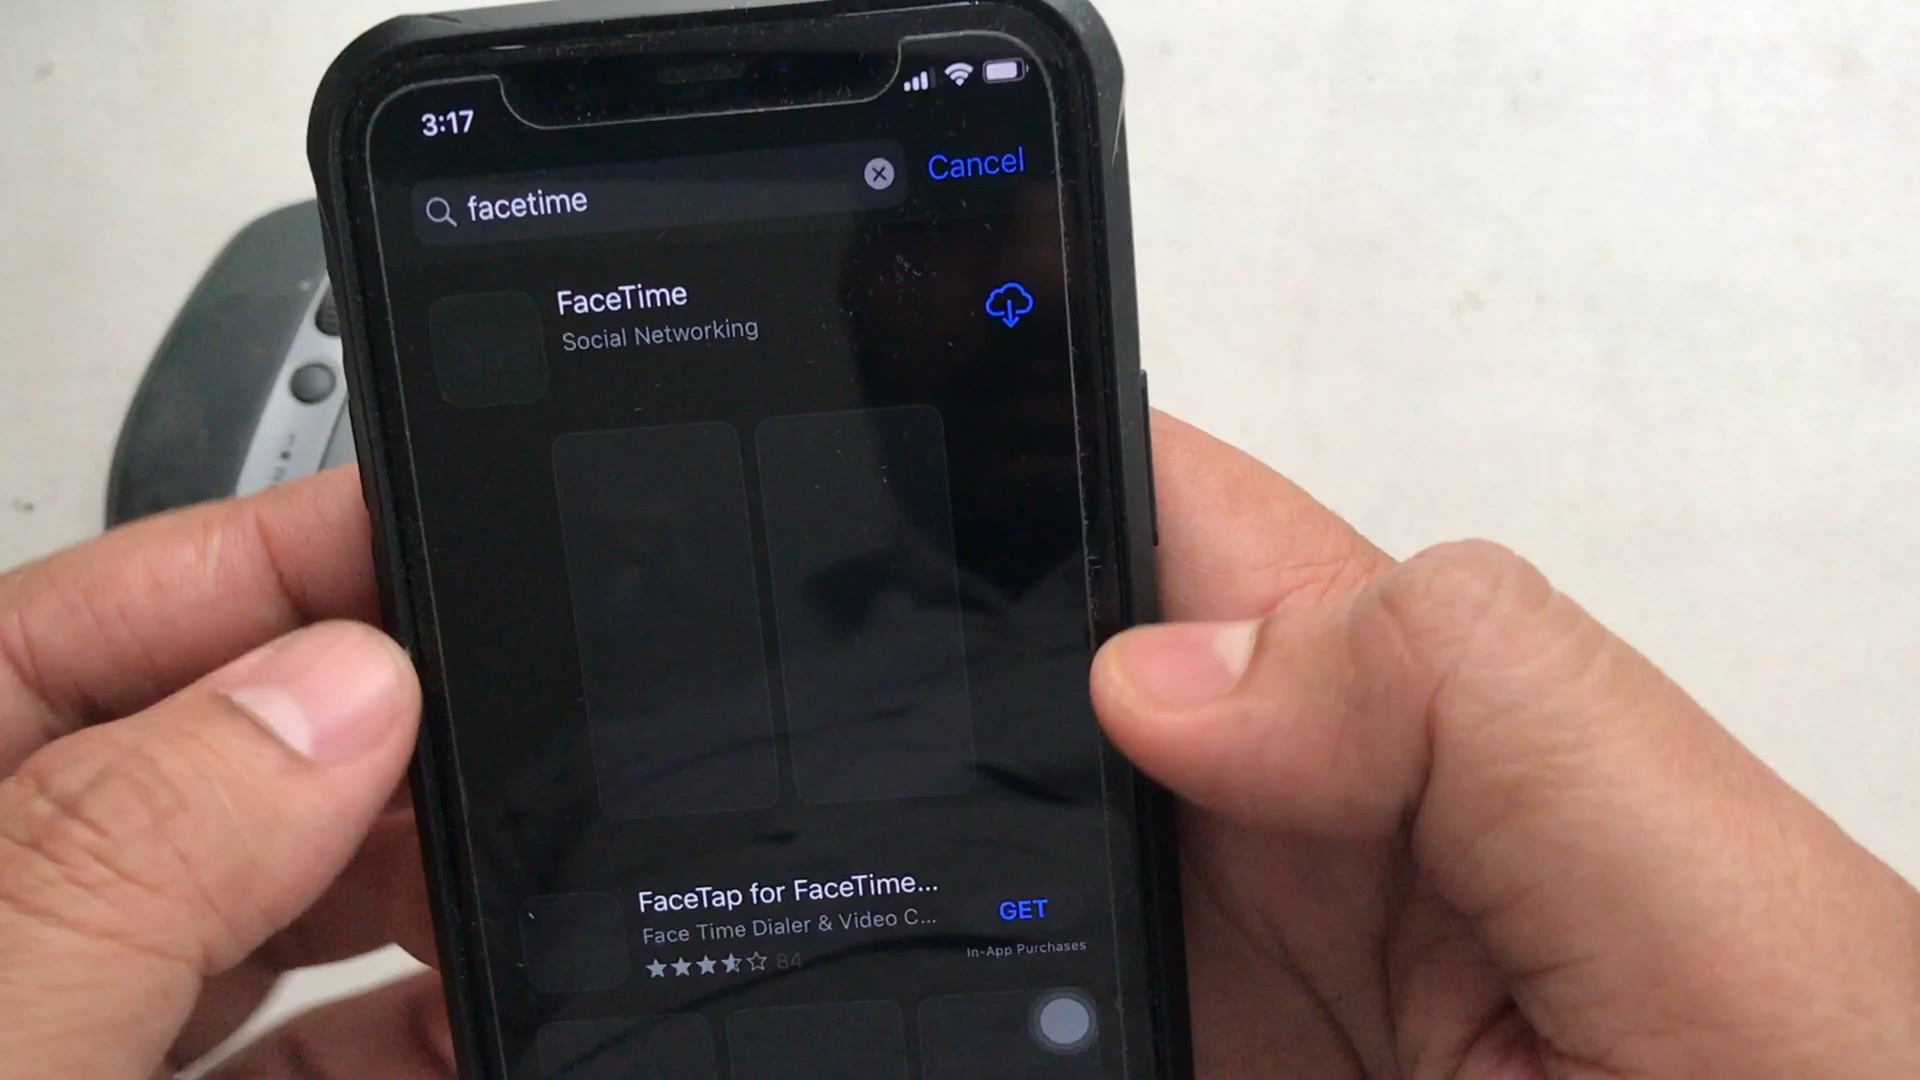 3:17
facetime
Cancel
FaceTime
Social Networking
FaceTap for FaceTime...
Face Time Dialer & Video C...
GET
In-App Purchases
84